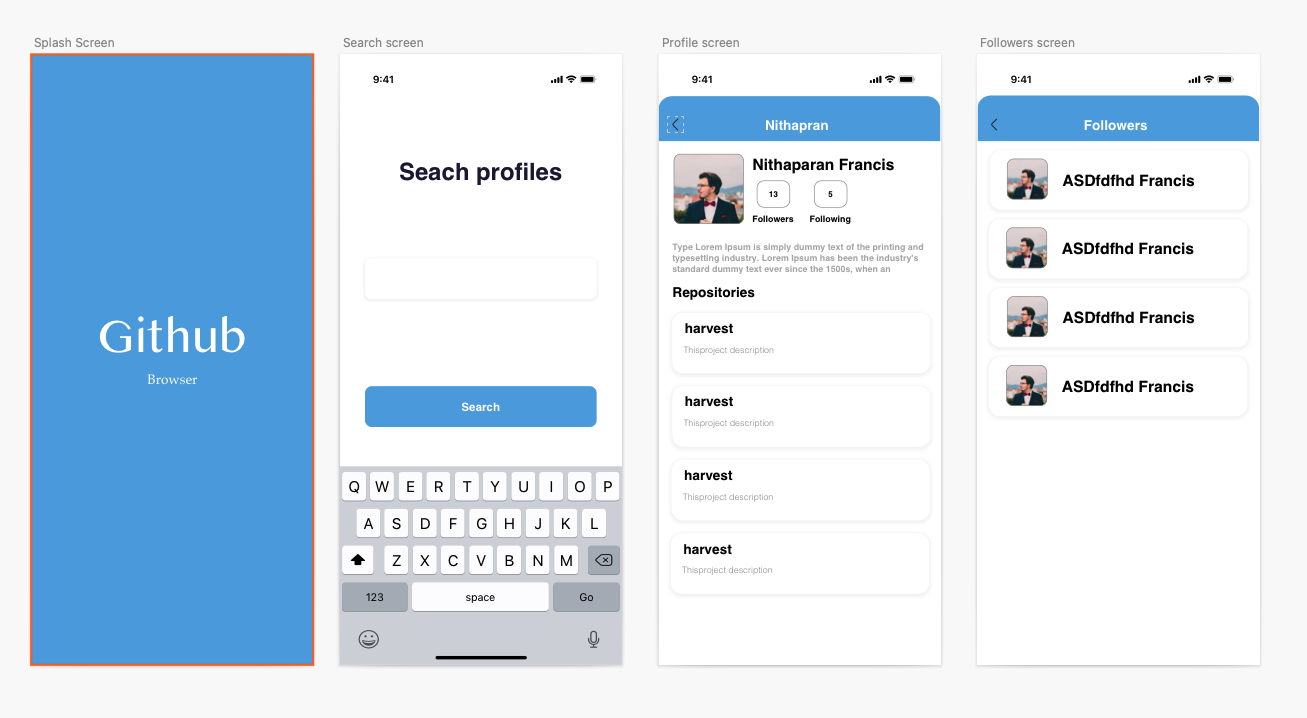 Splash Screen
Github
Browser
Search screen
9:41
Seach profiles
Search
Q W E R T Y U I O P
A S D F G H J K L
Z X C V B N M
123 space Go
Profile screen
9:41
Nithapran
Nithaparan Francis
13 5
Followers Following
Type Lorem Ipsum is simply dummy text of the printing and
typesetting industry. Lorem Ipsum has been the industry's
standard dummy text ever since the 1500s, when an
Repositories
harvest
Thisproject description
harvest
Thisproject description
harvest
Thisproject description
harvest
Thisproject description
Followers screen
9:41
Followers
ASDfdfhd Francis
ASDfdfhd Francis
ASDfdfhd Francis
ASDfdfhd Francis